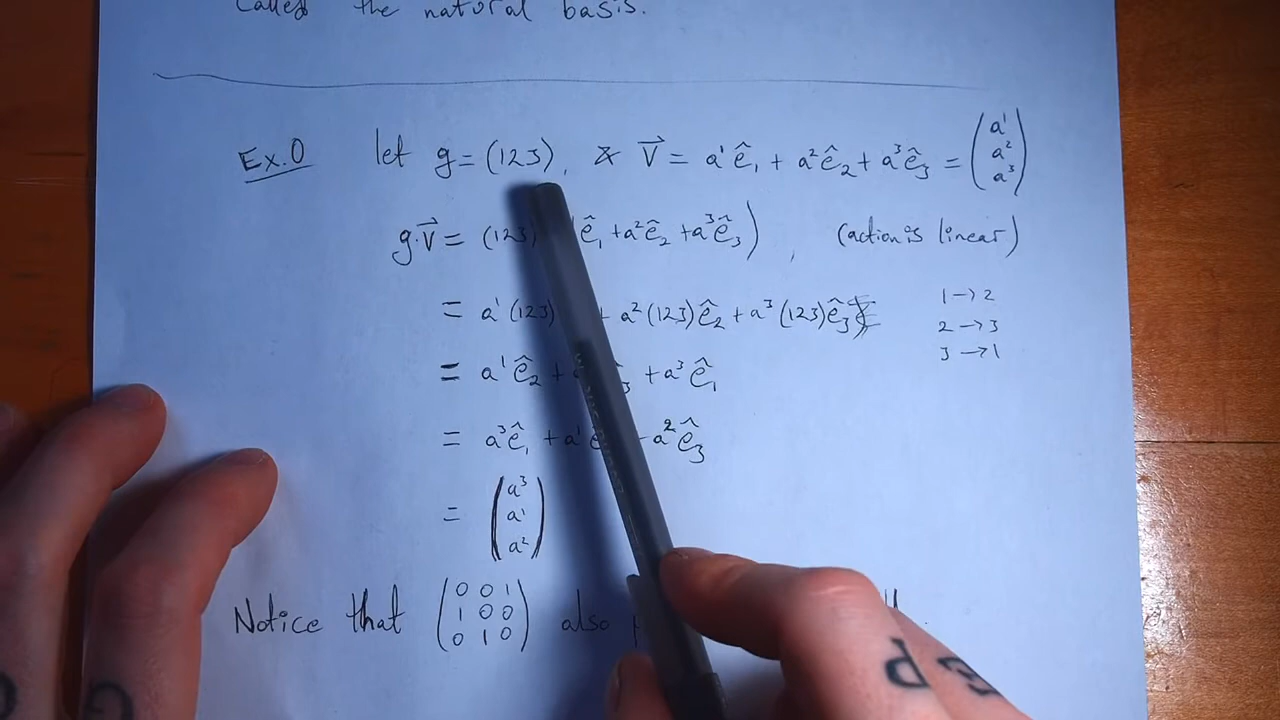 Called the natural basis.
Ex.0 let g = (123), & V⃗ = a¹ê₁ + a²ê₂ + a³ê₃ = (a¹ a² a³)
g·V⃗ = (123) ê₁ + a²ê₂ + a³ê₃), (action is linear)
= a¹(123) + a²(123)ê₂ + a³(123)ê₃ 1→2
2→3
= a¹ê₂ + ₃ + a³ê₁ 3→1
= a³ê₁ + a¹ê a²ê₃
= (a³ a¹ a²)
Notice that (0 0 1 1 0 0 0 1 0) also